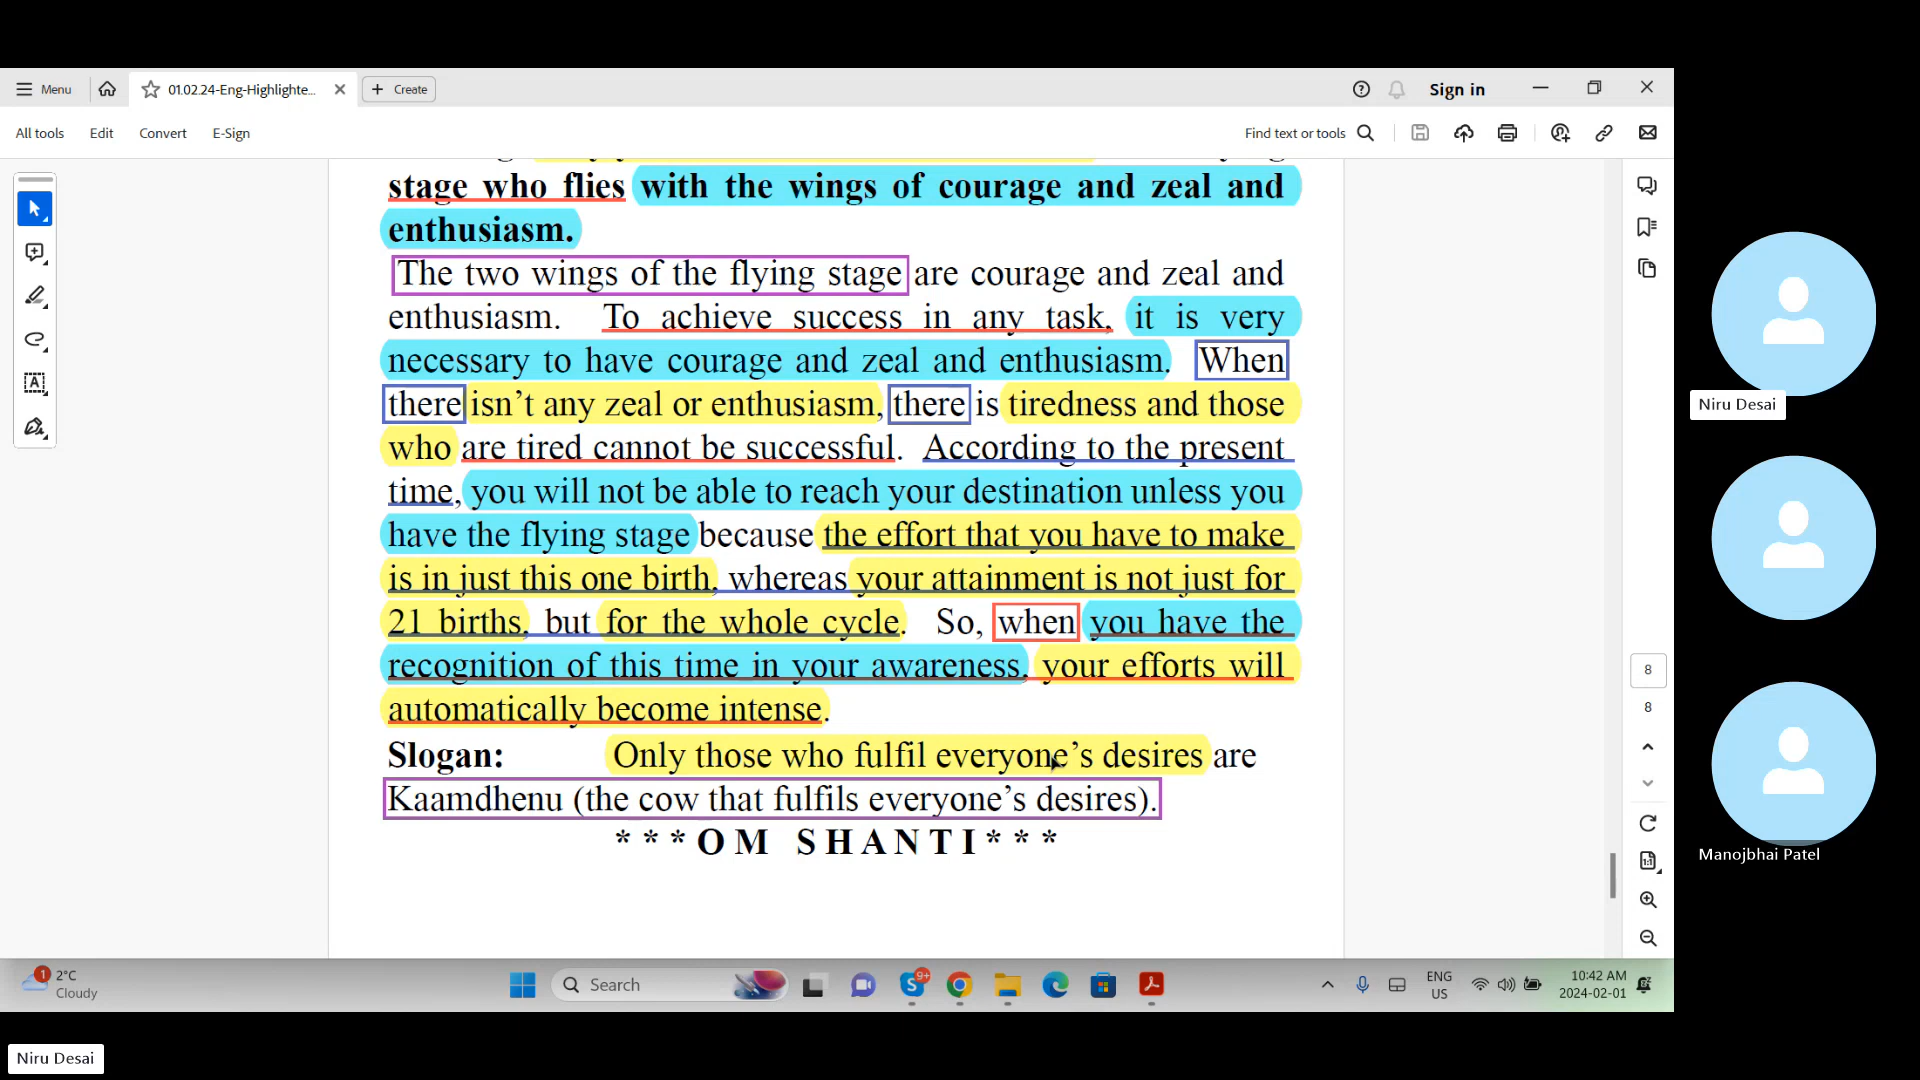 Menu
01.02.24-Eng-Highlighte...
Create
Sign in
All tools
Edit
Convert
E-Sign
Find text or tools
stage who flies with the wings of courage and zeal and
enthusiasm.
The two wings of the flying stage are courage and zeal and
enthusiasm. To achieve success in any task, it is very
necessary to have courage and zeal and enthusiasm. When
there isn't any zeal or enthusiasm, there is tiredness and those
who are tired cannot be successful. According to the present
time, you will not be able to reach your destination unless you
have the flying stage because the effort that you have to make
is in just this one birth, whereas your attainment is not just for
21 births, but for the whole cycle. So, when you have the
recognition of this time in your awareness, your efforts will
automatically become intense.
Slogan: Only those who fulfil everyone's desires are
Kaamdhenu (the cow that fulfils everyone's desires).
***OM SHANTI***
8
8
Niru Desai
Manojbhai Patel
1
2°C
Cloudy
Search
9+
ENG
US
10:42 AM
2024-02-01
Niru Desai